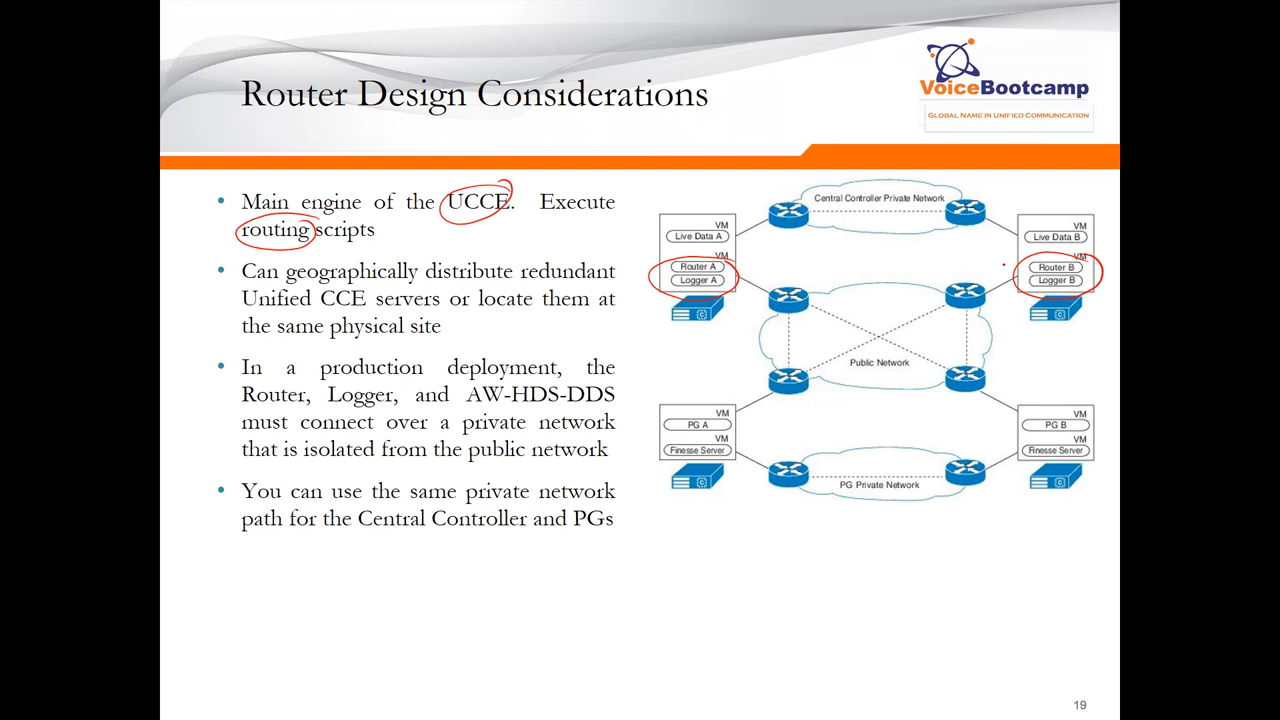 Router Design Considerations
VoiceBootcamp
GLOBAL NAME IN UNIFIED COMMUNICATION
• Main engine of the UCCE. Execute
routing scripts
• Can geographically distribute redundant
Unified CCE servers or locate them at
the same physical site
• In a production deployment, the
Router, Logger, and AW-HDS-DDS
must connect over a private network
that is isolated from the public network
• You can use the same private network
path for the Central Controller and PGs
Central Controller Private Network
VM
Live Data A
VM
Router A
Logger A
VM
Live Data B
VM
Router B
Logger B
Public Network
VM
PG A
VM
Finesse Server
VM
PG B
VM
Finesse Server
PG Private Network
19